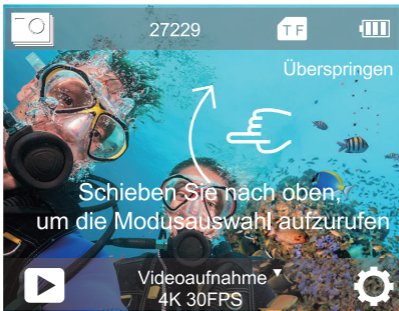 27229
TF
Überspringen
Schieben Sie nach oben,
um die Modusauswahl aufzurufen
Videoaufnahme
4K 30FPS